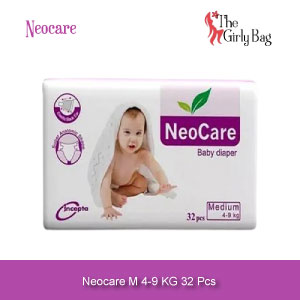 Neocare
The
Girly Bag
NeoCare
Baby diaper
Incepta
32 pcs
Medium
4-9 kg
Neocare M 4-9 KG 32 Pcs